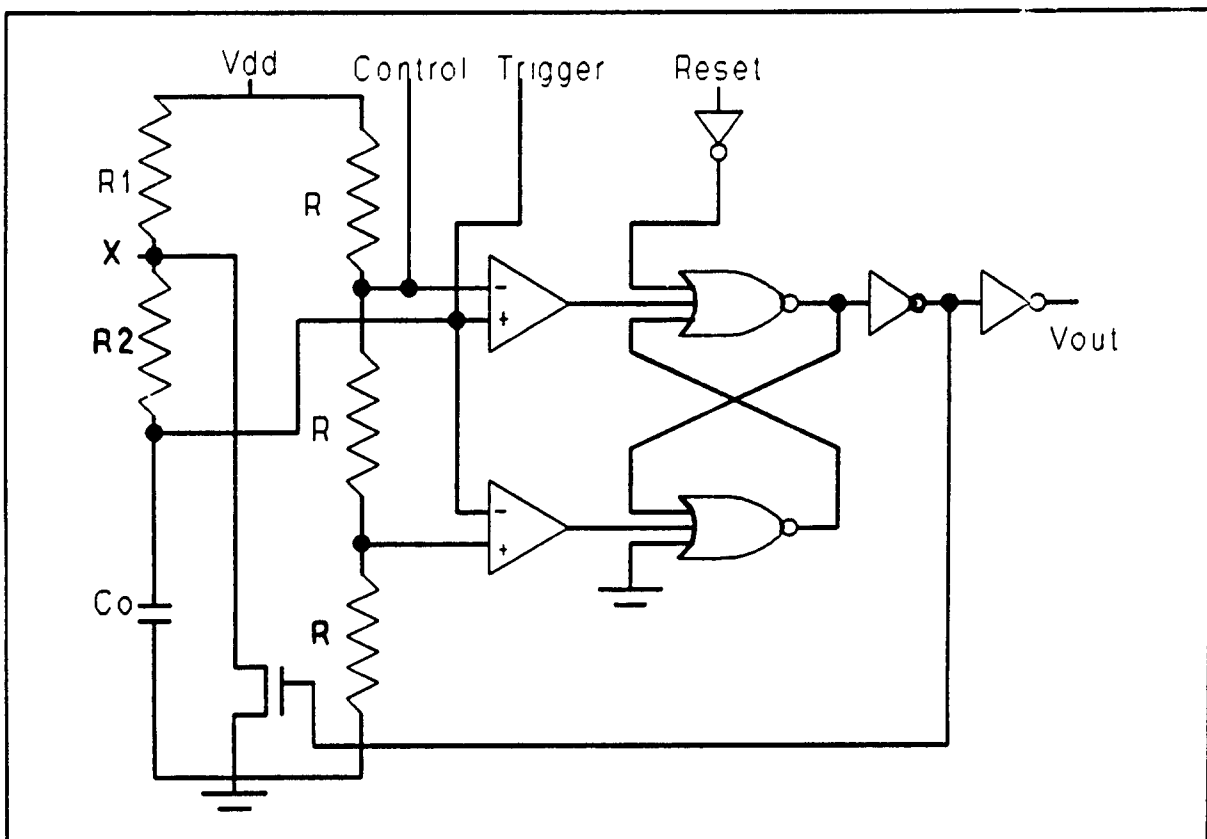 Vdd Control Trigger Reset
R1
R
X
-
+
R2
Vout
R
-
+
Co
R